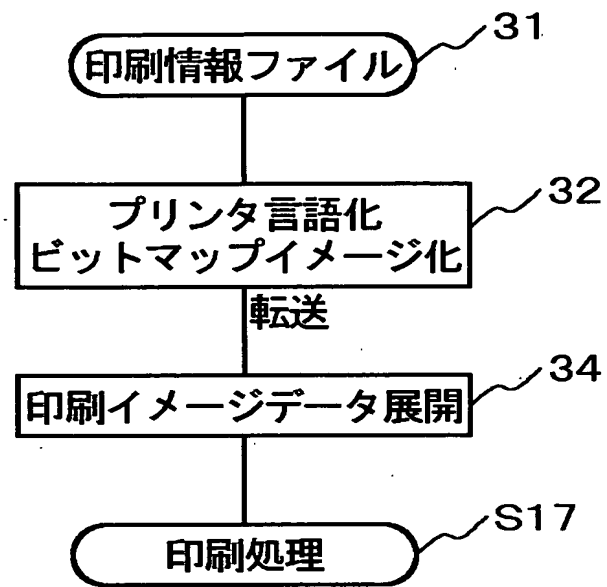 31
印刷情報ファイル
32
プリンタ言語化
ビットマップイメージ化
転送
34
印刷イメージデータ展開
S17
印刷処理